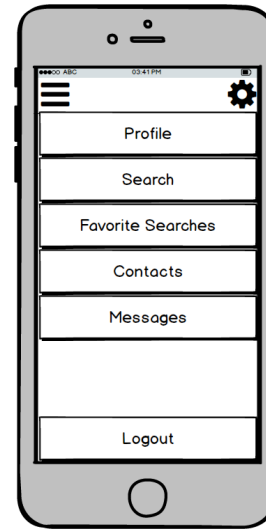 ABC 03:41 PM
Profile
Search
Favorite Searches
Contacts
Messages
Logout